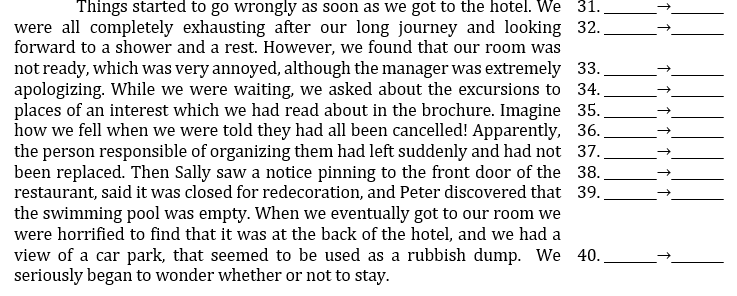 Things started to go wrongly as soon as we got to the hotel. We 31. ______→______
were all completely exhausting after our long journey and looking 32. ______→______
forward to a shower and a rest. However, we found that our room was
not ready, which was very annoyed, although the manager was extremely 33. ______→______
apologizing. While we were waiting, we asked about the excursions to 34. ______→______
places of an interest which we had read about in the brochure. Imagine 35. ______→______
how we fell when we were told they had all been cancelled! Apparently, 36. ______→______
the person responsible of organizing them had left suddenly and had not 37. ______→______
been replaced. Then Sally saw a notice pinning to the front door of the 38. ______→______
restaurant, said it was closed for redecoration, and Peter discovered that 39. ______→______
the swimming pool was empty. When we eventually got to our room we
were horrified to find that it was at the back of the hotel, and we had a
view of a car park, that seemed to be used as a rubbish dump. We 40. ______→______
seriously began to wonder whether or not to stay.